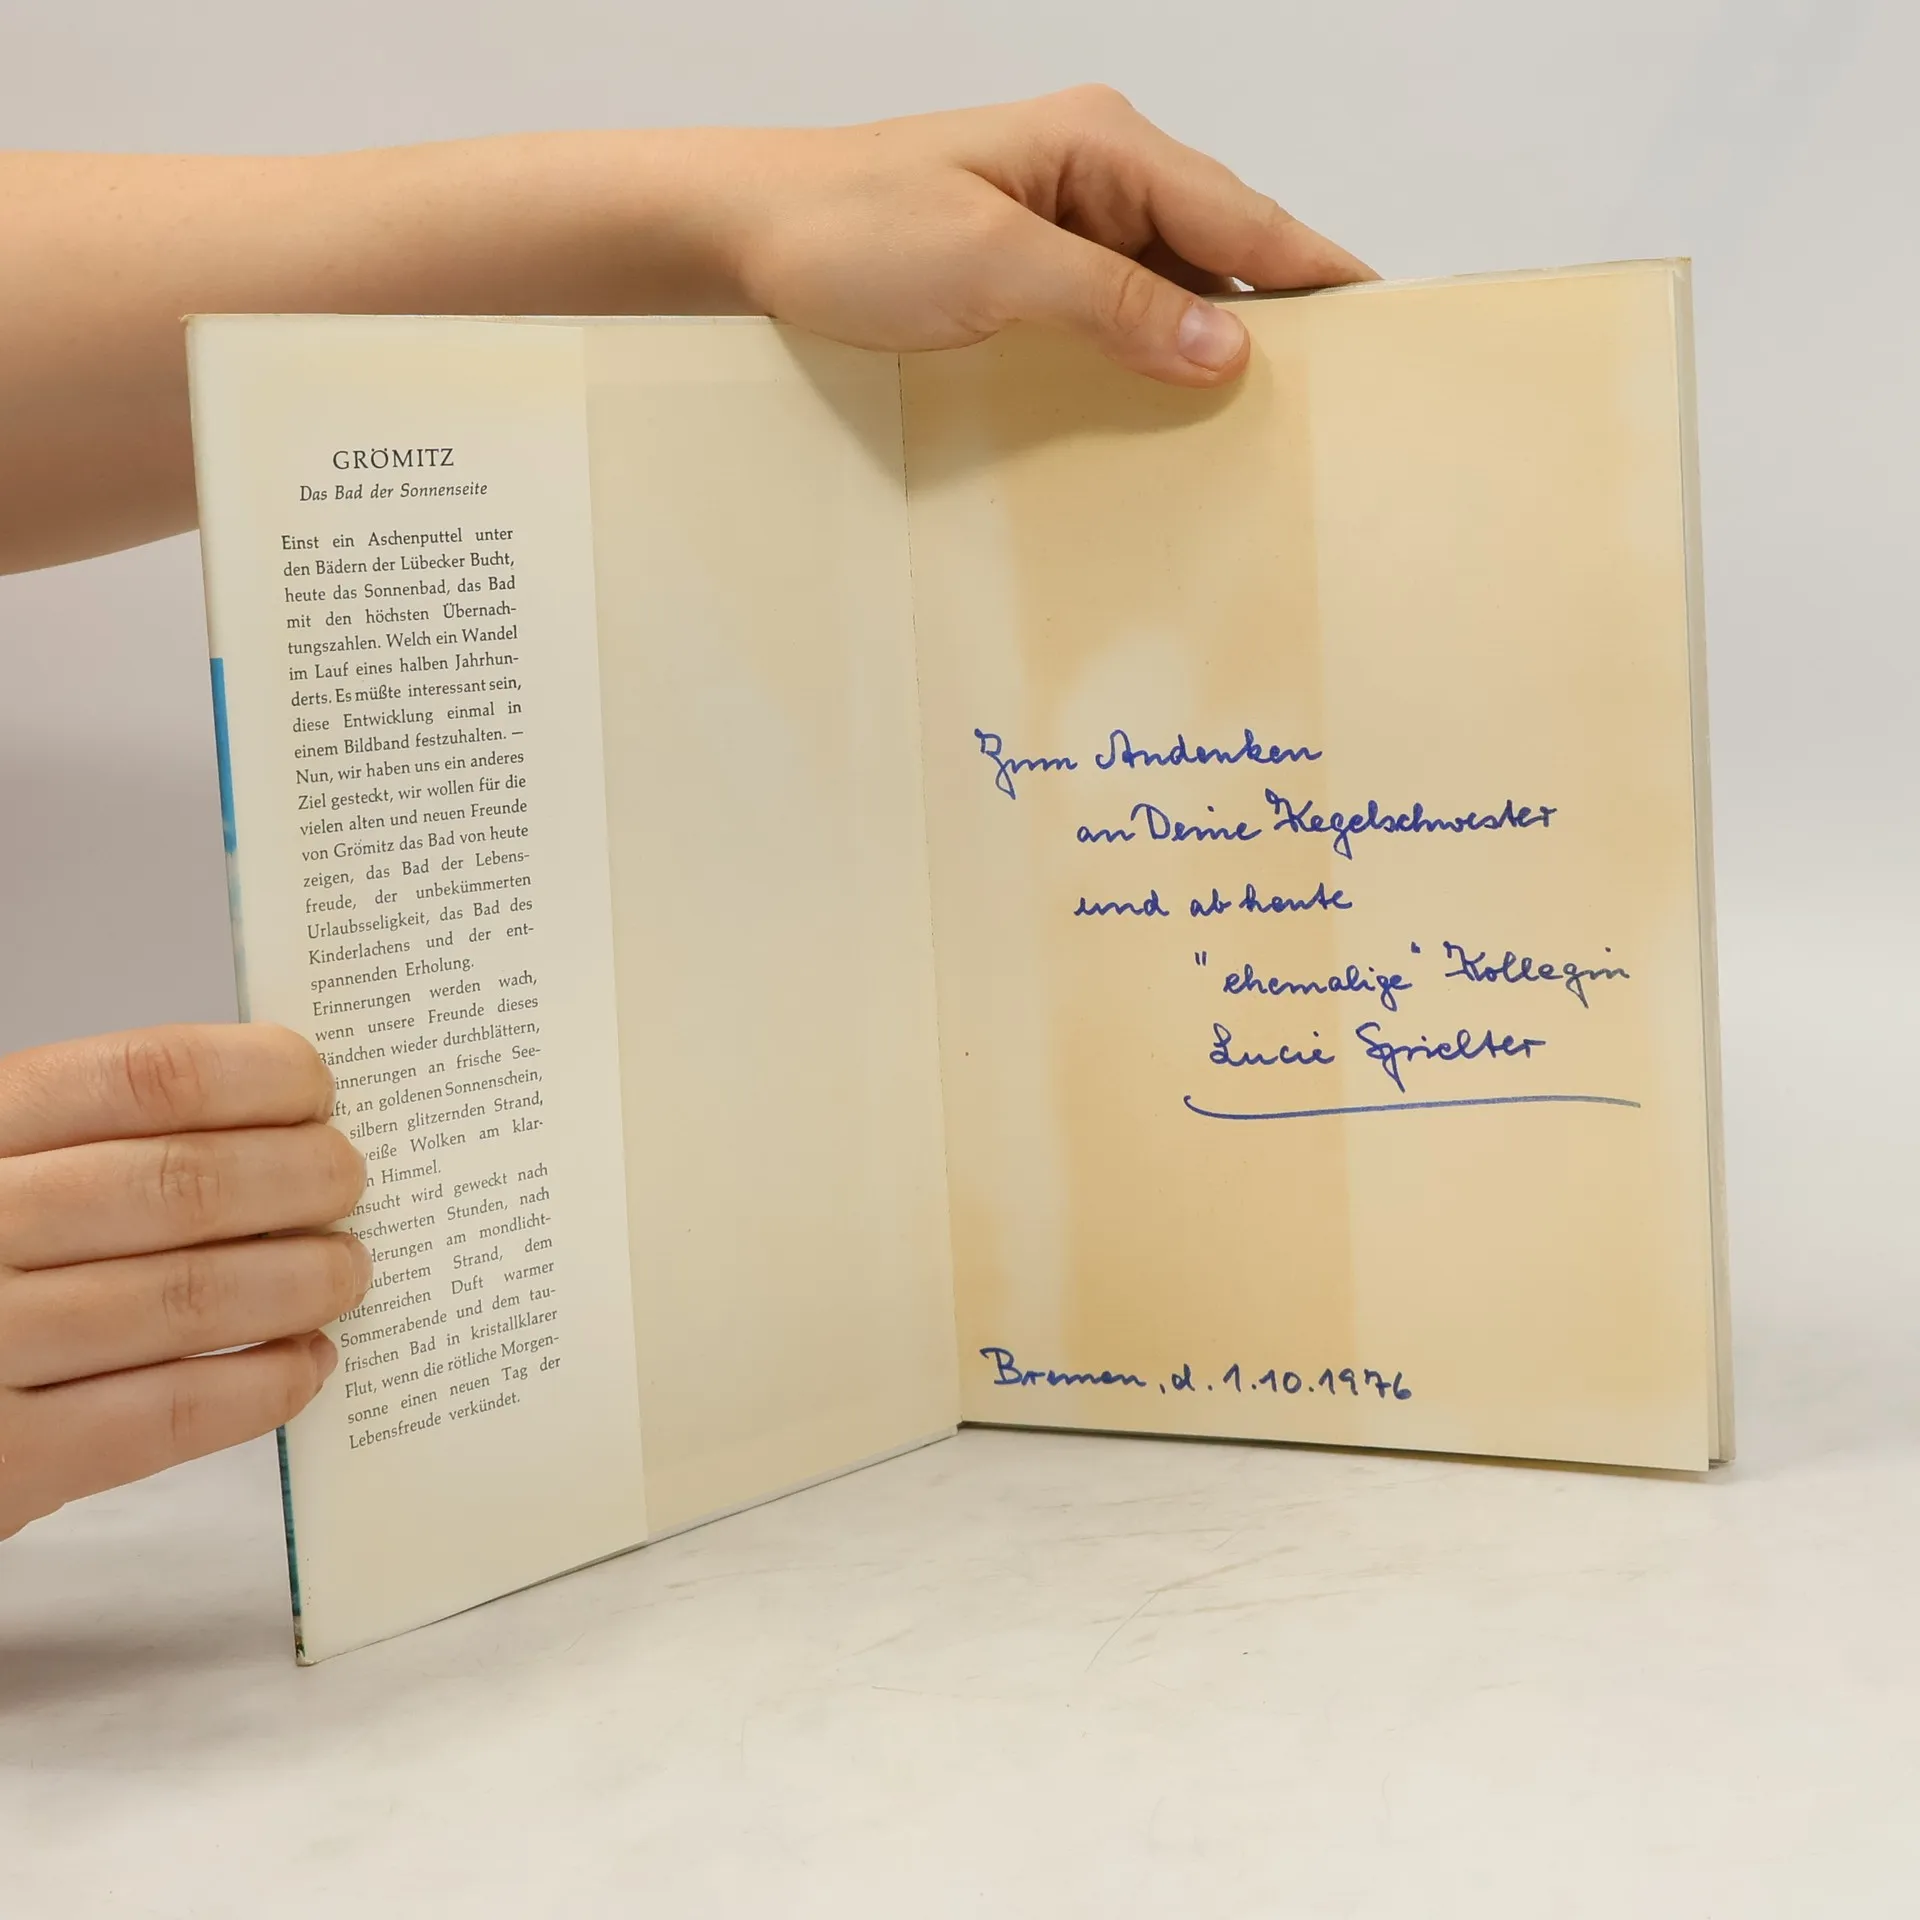 GRÖMITZ
Das Bad der Sonnenseite
Einst ein Aschenputtel unter
den Bädern der Lübecker Bucht,
heute das Sonnenbad, das Bad
mit den höchsten Übernach-
tungszahlen. Welch ein Wandel
im Lauf eines halben Jahrhun-
derts. Es müßte interessant sein,
diese Entwicklung einmal in
einem Bildband festzuhalten. —
Nun, wir haben uns ein anderes
Ziel gesteckt, wir wollen für die
vielen alten und neuen Freunde
von Grömitz das Bad von heute
zeigen, das Bad der Lebens-
freude, der unbekümmerten
Urlaubsseligkeit, das Bad des
Kinderlachens und der ent-
spannenden Erholung.
Erinnerungen werden wach,
wenn unsere Freunde dieses
Bändchen wieder durchblättern,
innerungen an frische See-
ft, an goldenen Sonnenschein,
silbern glitzernden Strand,
eiße Wolken am klar-
n Himmel.
nsucht wird geweckt nach
beschwerten Stunden, nach
derungen am mondlicht-
ubertem Strand, dem
blütenreichen Duft warmer
Sommerabende und dem tau-
frischen Bad in kristallklarer
Flut, wenn die rötliche Morgen-
sonne einen neuen Tag der
Lebensfreude verkündet.
Zum Andenken
an Deine Kegelschwester
und ab heute
"ehemalige" Kollegin
Lucie
Bremen, d. 1.10.1976